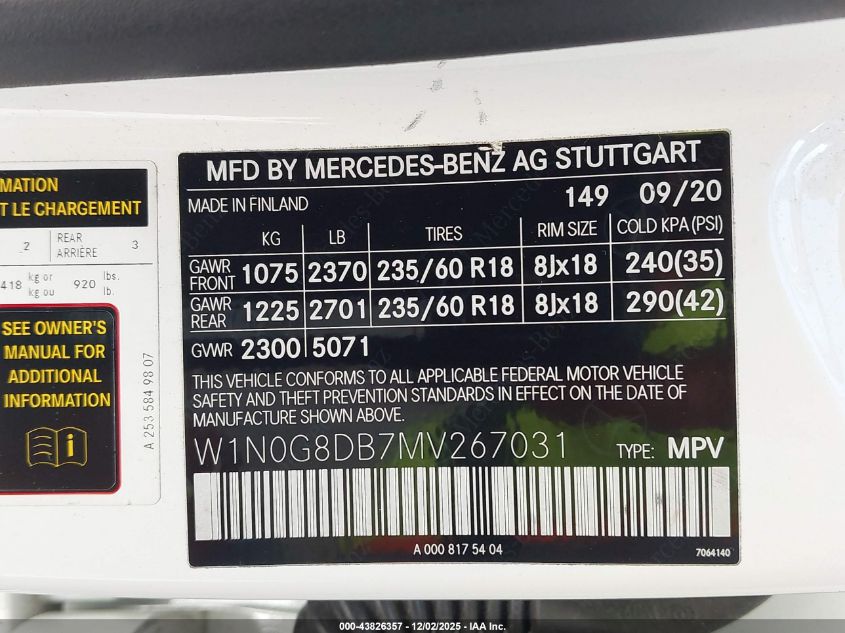 MATION
T LE CHARGEMENT
2 REAR ARRIÈRE 3
418 kg or kg ou 920 lbs. lb.
SEE OWNER'S
MANUAL FOR
ADDITIONAL
INFORMATION
i
A 253 584 98 07
MFD BY MERCEDES-BENZ AG STUTTGART
MADE IN FINLAND 149 09/20
KG LB TIRES RIM SIZE COLD KPA (PSI)
GAWR FRONT 1075 2370 235/60 R18 8Jx18 240(35)
GAWR REAR 1225 2701 235/60 R18 8Jx18 290(42)
GVWR 2300 5071
THIS VEHICLE CONFORMS TO ALL APPLICABLE FEDERAL MOTOR VEHICLE
SAFETY AND THEFT PREVENTION STANDARDS IN EFFECT ON THE DATE OF
MANUFACTURE SHOWN ABOVE.
W1N0G8DB7MV267031 TYPE: MPV
A 000 817 54 04
7064140
000-43826357 - 12/02/2025 - IAA Inc.